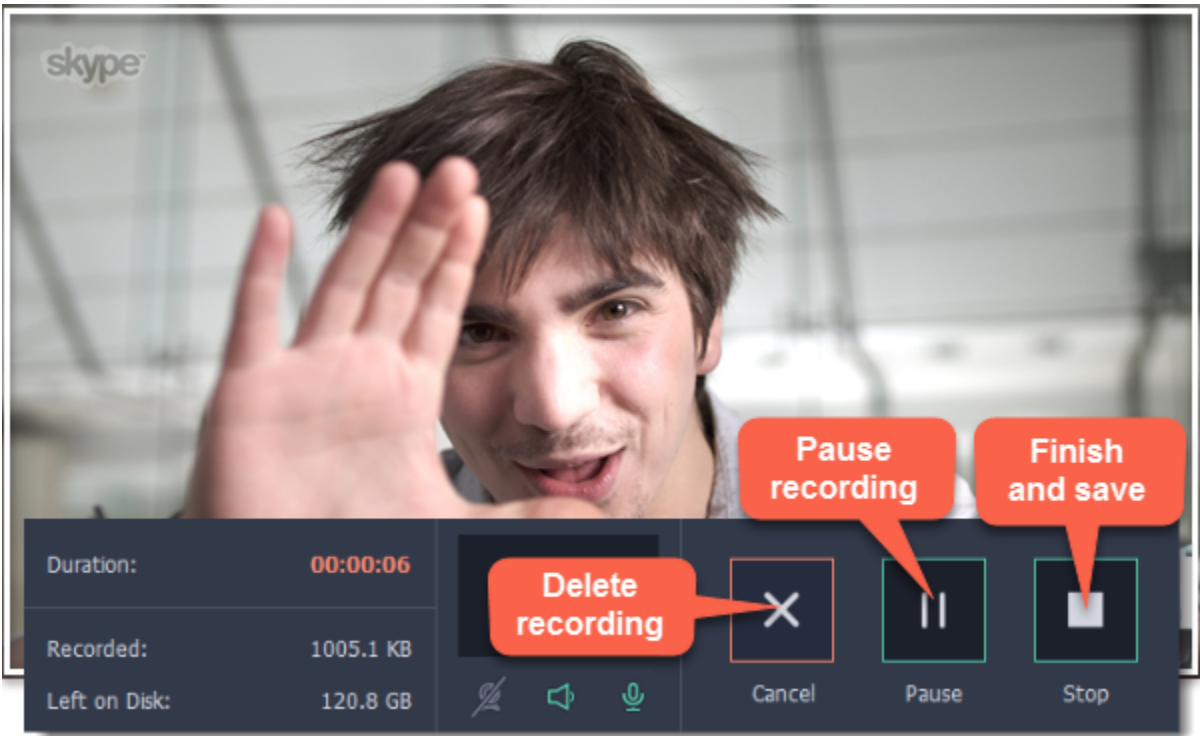 skype
Pause
recording
Finish
and save
Duration: 00:00:06
Delete
recording
Recorded: 1005.1 KB
Left on Disk: 120.8 GB
Cancel Pause Stop